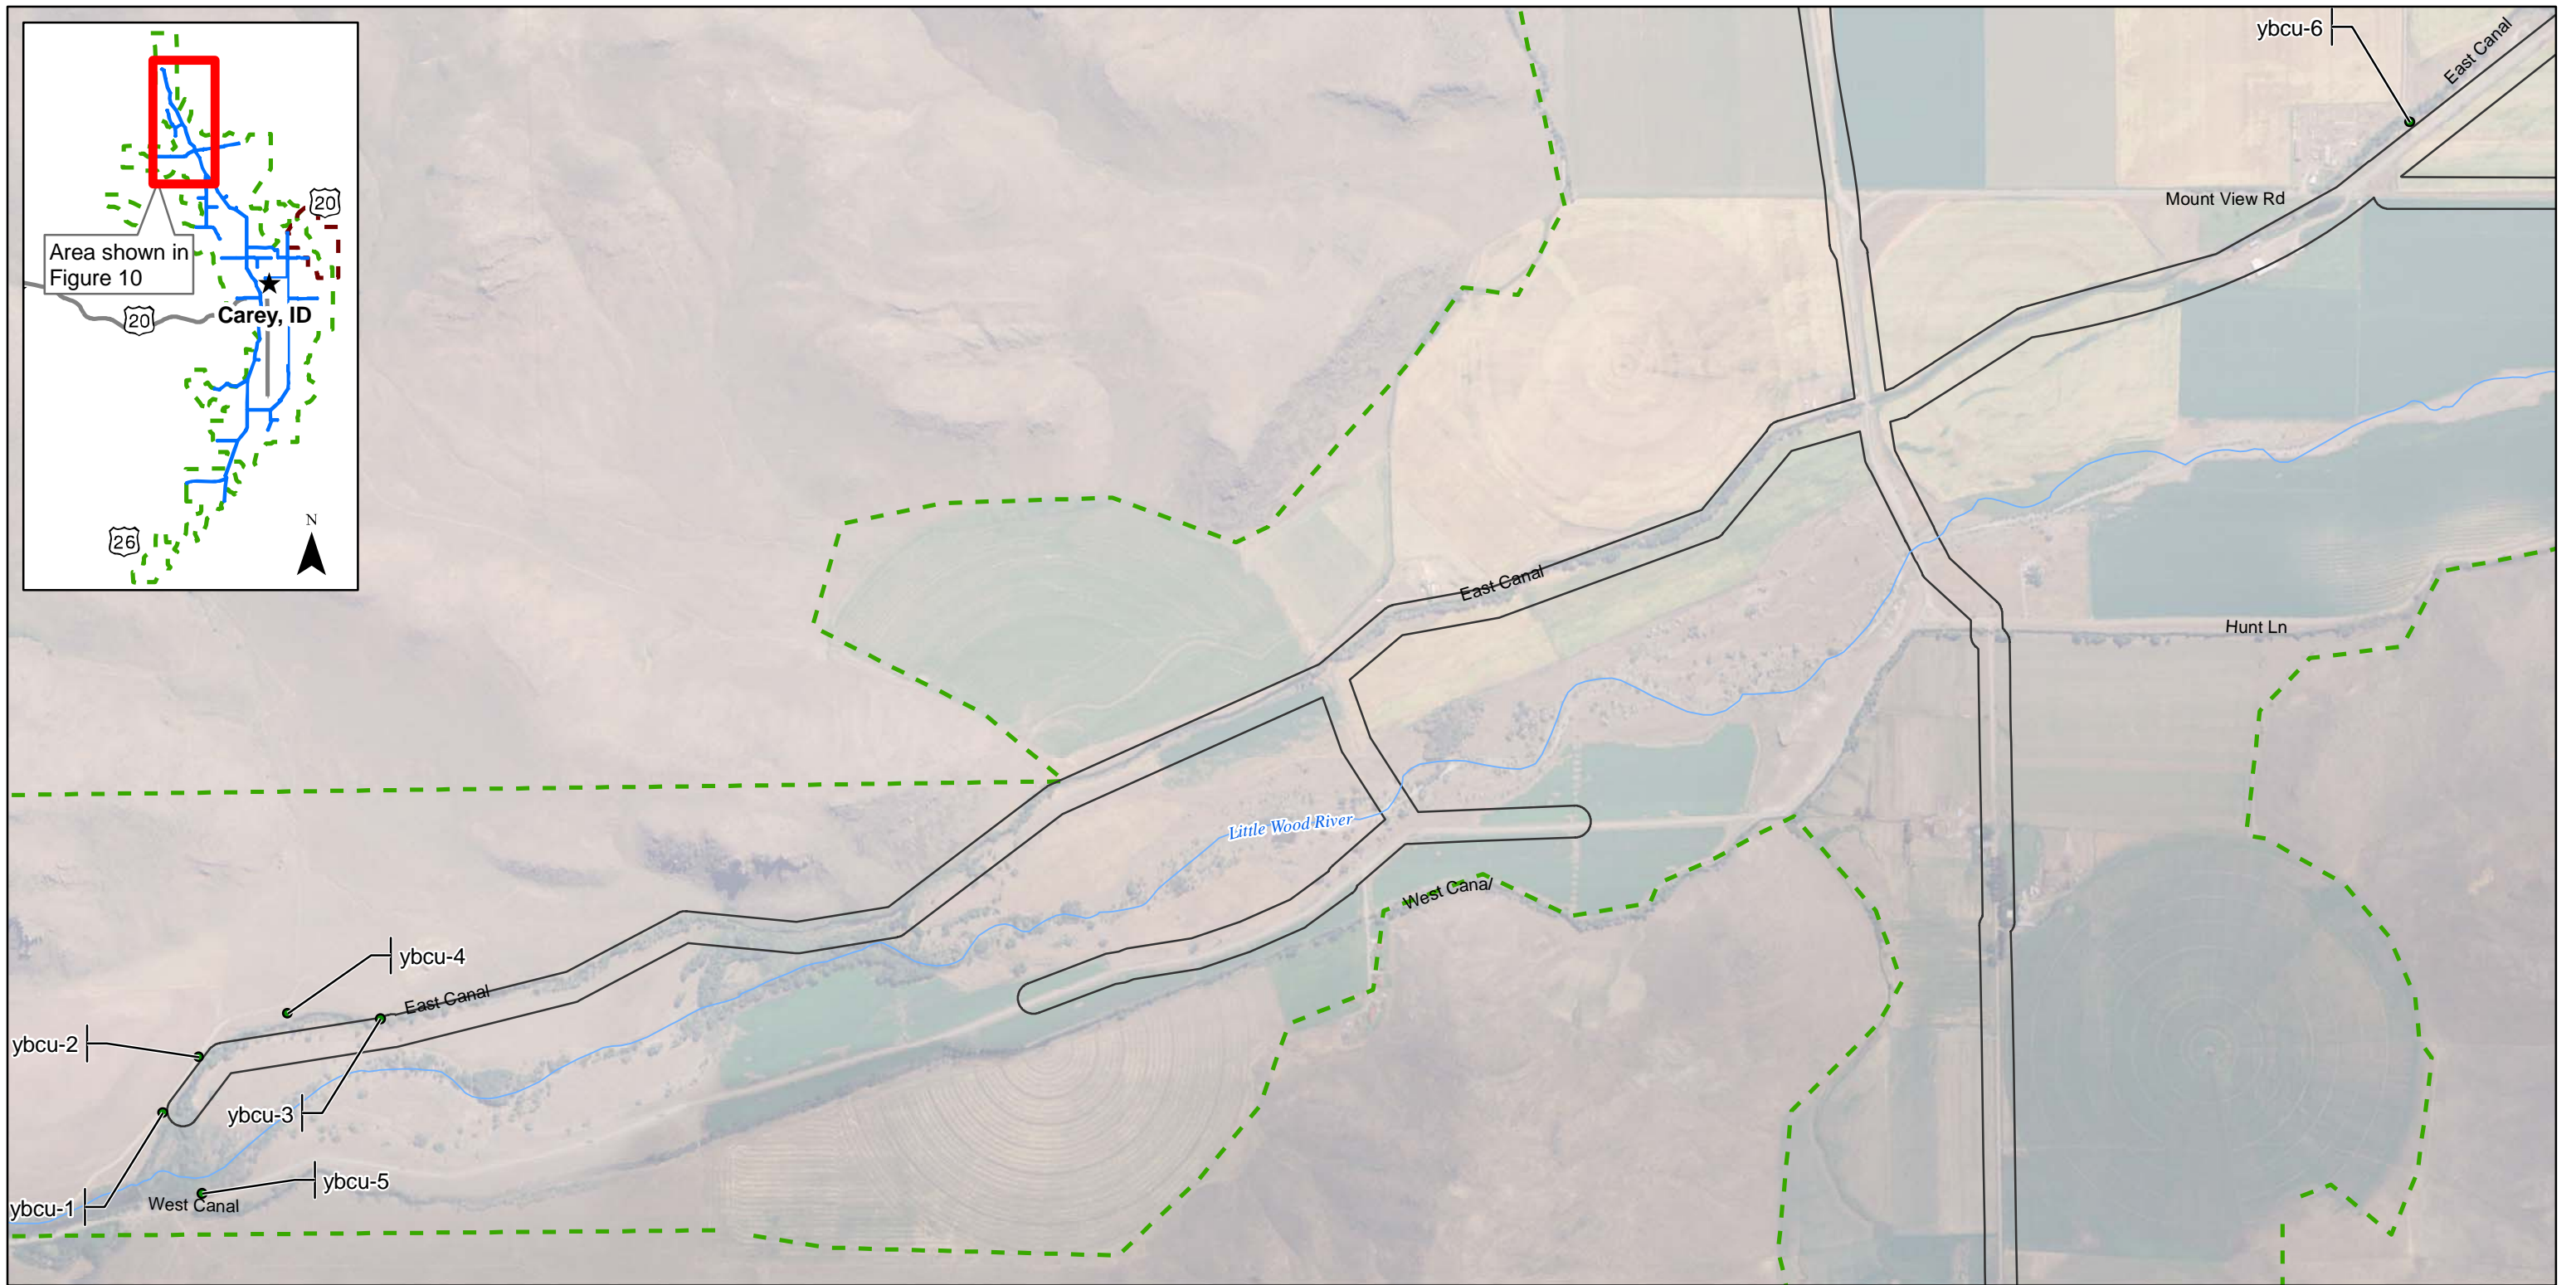 20
Area shown in
Figure 10
20
Carey, ID
26
N
ybcu-6
East Canal
Mount View Rd
East Canal
Hunt Ln
Little Wood River
West Canal
ybcu-4
East Canal
ybcu-2
ybcu-3
ybcu-5
ybcu-1
West Canal